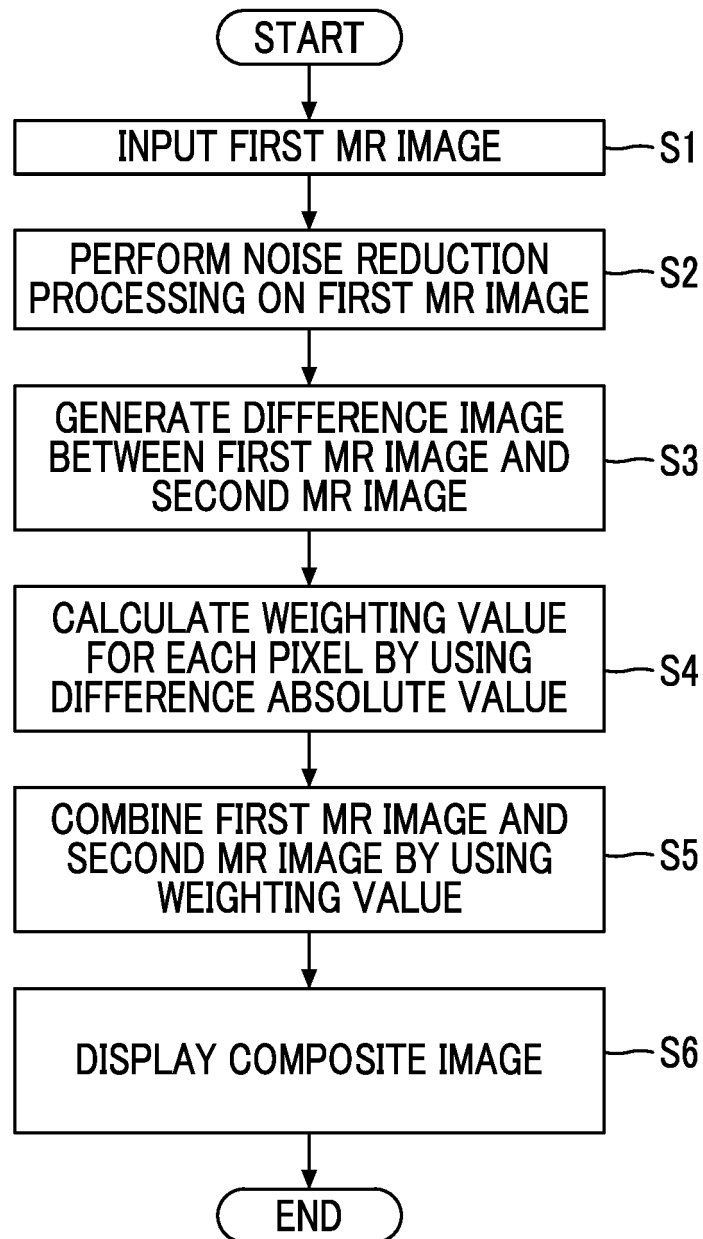 START
INPUT FIRST MR IMAGE
S1
PERFORM NOISE REDUCTION
PROCESSING ON FIRST MR IMAGE
S2
GENERATE DIFFERENCE IMAGE
BETWEEN FIRST MR IMAGE AND
SECOND MR IMAGE
S3
CALCULATE WEIGHTING VALUE
FOR EACH PIXEL BY USING
DIFFERENCE ABSOLUTE VALUE
S4
COMBINE FIRST MR IMAGE AND
SECOND MR IMAGE BY USING
WEIGHTING VALUE
S5
DISPLAY COMPOSITE IMAGE
S6
END